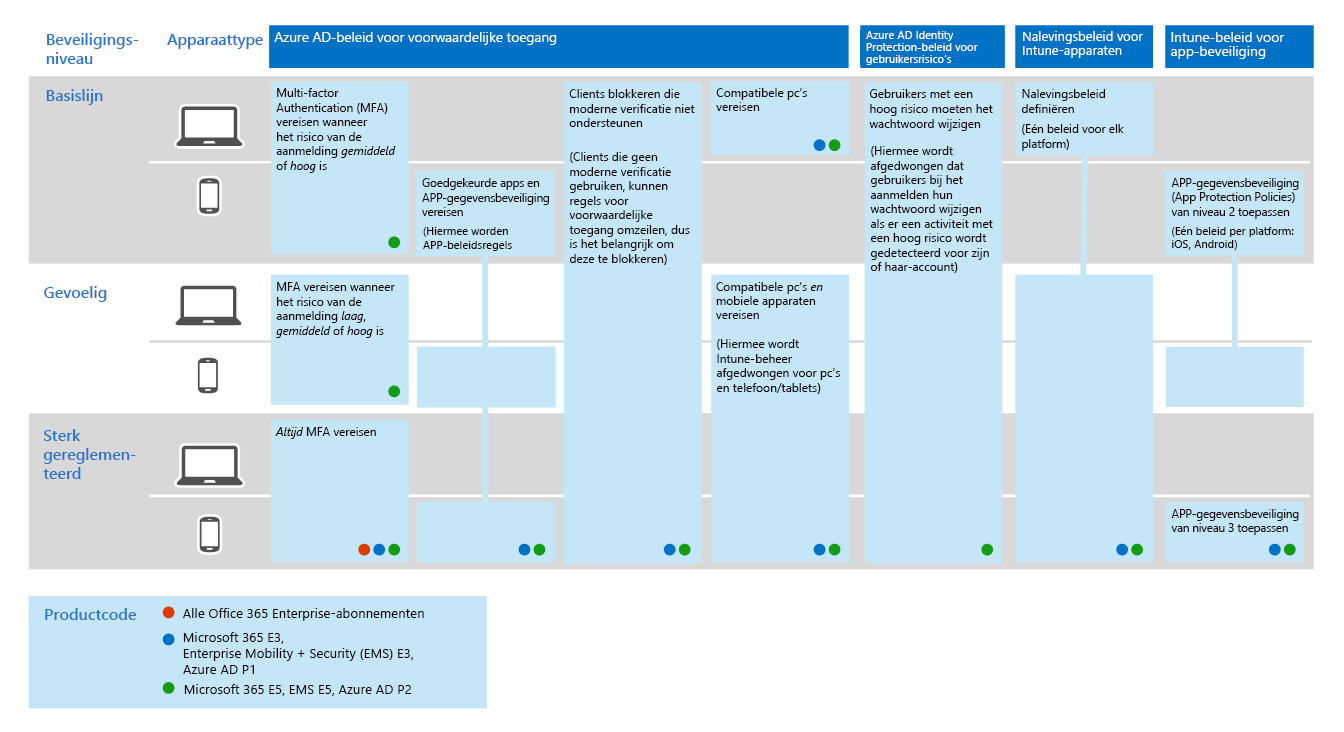 Beveiligings-
niveau
Apparaattype
Azure AD-beleid voor voorwaardelijke toegang
Azure AD Identity
Protection-beleid voor
gebruikersrisico's
Nalevingsbeleid voor
Intune-apparaten
Intune-beleid voor
app-beveiliging
Basislijn
Multi-factor
Authentication (MFA)
vereisen wanneer
het risico van de
aanmelding gemiddeld
of hoog is
Goedgekeurde apps en
APP-gegevensbeveiliging
vereisen
(Hiermee worden
APP-beleidsregels
Clients blokkeren die
moderne verificatie niet
ondersteunen
(Clients die geen
moderne verificatie
gebruiken, kunnen
regels voor
voorwaardelijke
toegang omzeilen, dus
is het belangrijk om
deze te blokkeren)
Compatibele pc's
vereisen
Gebruikers met een
hoog risico moeten het
wachtwoord wijzigen
(Hiermee wordt
afgedwongen dat
gebruikers bij het
aanmelden hun
wachtwoord wijzigen
als er een activiteit met
een hoog risico wordt
gedetecteerd voor zijn
of haar-account)
Nalevingsbeleid
definiëren
(Eén beleid voor elk
platform)
APP-gegevensbeveiliging
(App Protection Policies)
van niveau 2 toepassen
(Eén beleid per platform:
iOS, Android)
Gevoelig
MFA vereisen wanneer
het risico van de
aanmelding laag,
gemiddeld of hoog is
Compatibele pc's en
mobiele apparaten
vereisen
(Hiermee wordt
Intune-beheer
afgedwongen voor pc's
en telefoon/tablets)
Sterk
gereglemen-
teerd
Altijd MFA vereisen
APP-gegevensbeveiliging
van niveau 3 toepassen
Productcode
Alle Office 365 Enterprise-abonnementen
Microsoft 365 E3,
Enterprise Mobility + Security (EMS) E3,
Azure AD P1
Microsoft 365 E5, EMS E5, Azure AD P2